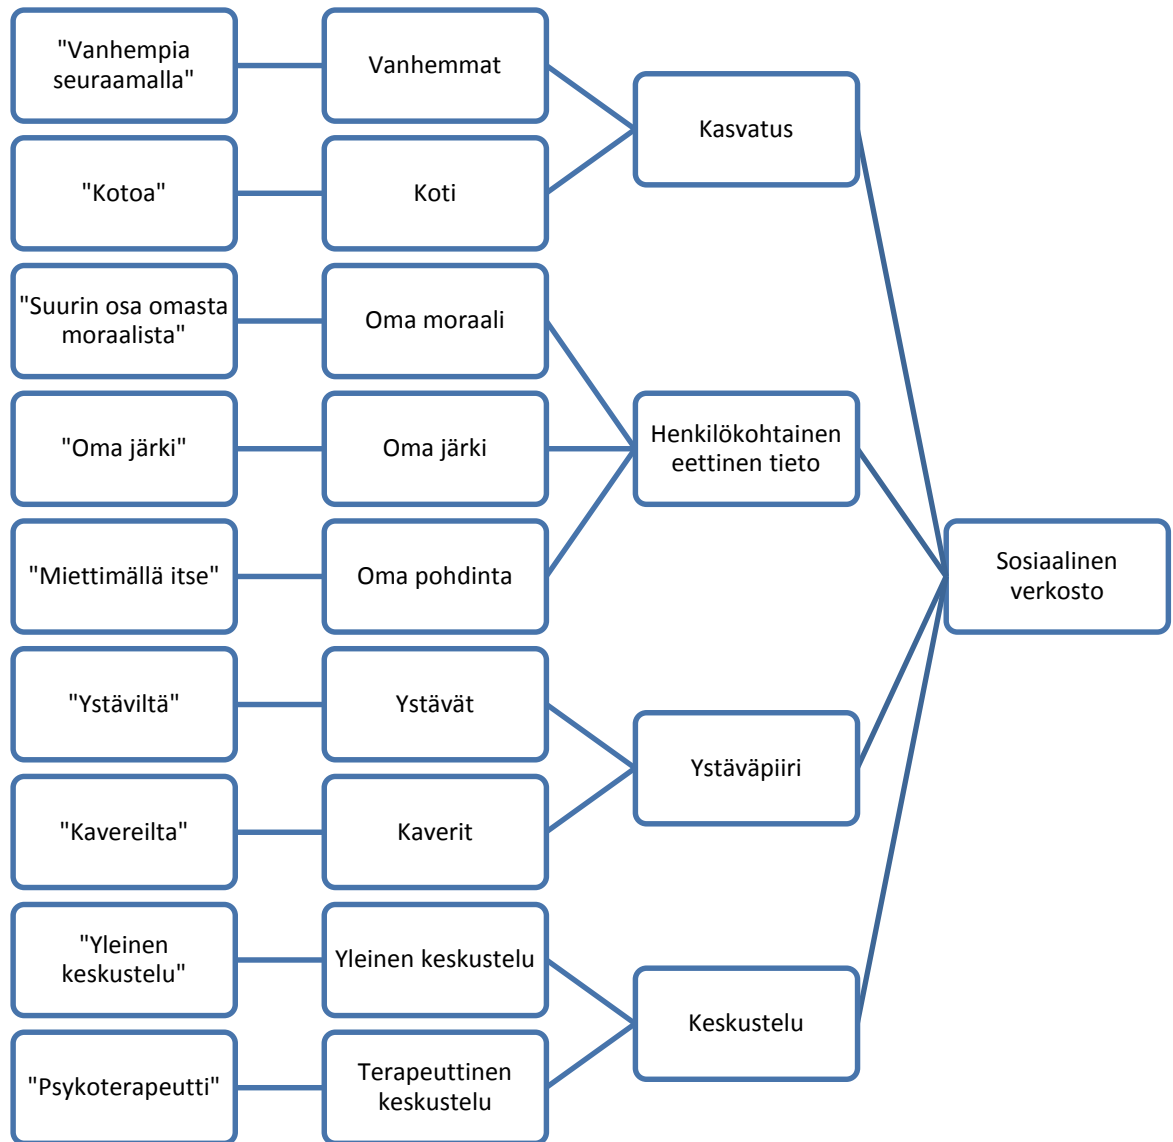 "Vanhempia
seuraamalla"
Vanhemmat
Kasvatus
"Kotoa"
Koti
"Suurin osa omasta
moraalista"
Oma moraali
"Oma järki"
Oma järki
Henkilökohtainen
eettinen tieto
"Miettimällä itse"
Oma pohdinta
Sosiaalinen
verkosto
"Ystäviltä"
Ystävät
Ystäväpiiri
"Kavereilta"
Kaverit
"Yleinen
keskustelu"
Yleinen keskustelu
Keskustelu
"Psykoterapeutti"
Terapeuttinen
keskustelu